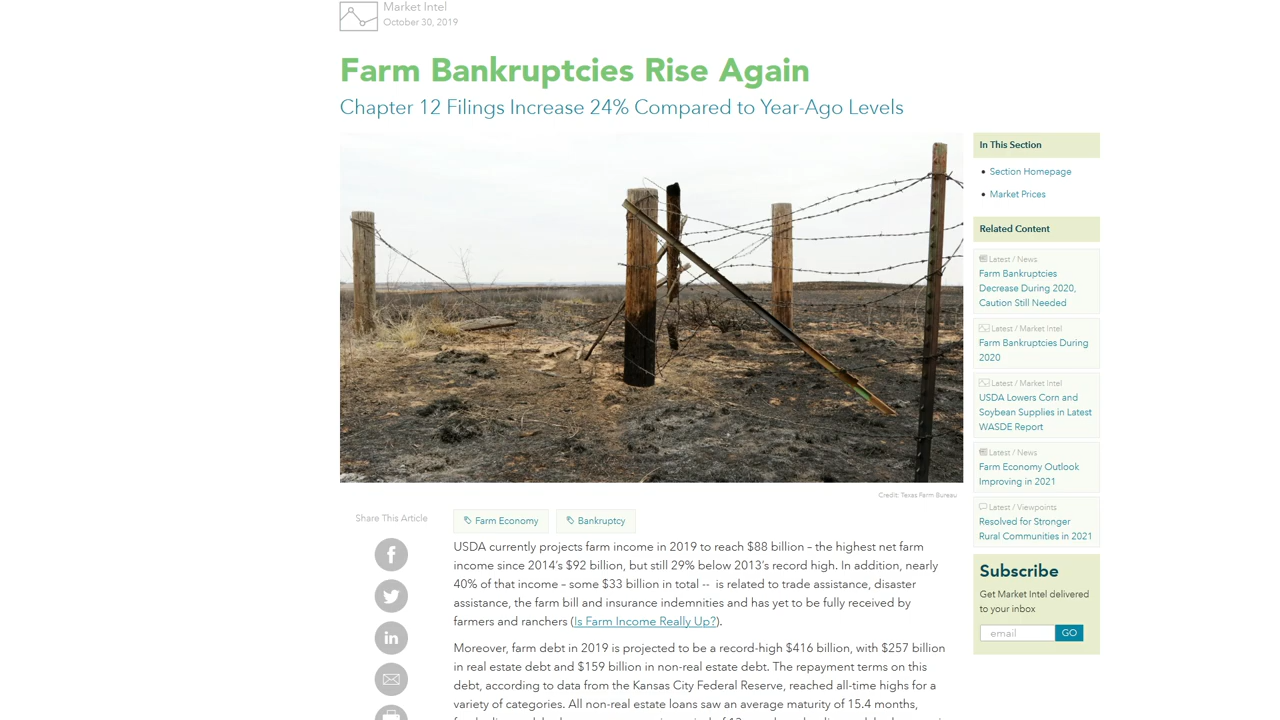 Market Intel
October 30, 2019
Farm Bankruptcies Rise Again
Chapter 12 Filings Increase 24% Compared to Year-Ago Levels
Credit: Texas Farm Bureau
Share This Article
Farm Economy
Bankruptcy
USDA currently projects farm income in 2019 to reach $88 billion – the highest net farm
income since 2014's $92 billion, but still 29% below 2013's record high. In addition, nearly
40% of that income – some $33 billion in total -- is related to trade assistance, disaster
assistance, the farm bill and insurance indemnities and has yet to be fully received by
farmers and ranchers (Is Farm Income Really Up?).
Moreover, farm debt in 2019 is projected to be a record-high $416 billion, with $257 billion
in real estate debt and $159 billion in non-real estate debt. The repayment terms on this
debt, according to data from the Kansas City Federal Reserve, reached all-time highs for a
variety of categories. All non-real estate loans saw an average maturity of 15.4 months,
In This Section
Section Homepage
Market Prices
Related Content
Latest / News
Farm Bankruptcies
Decrease During 2020,
Caution Still Needed
Latest / Market Intel
Farm Bankruptcies During
2020
Latest / Market Intel
USDA Lowers Corn and
Soybean Supplies in Latest
WASDE Report
Latest / News
Farm Economy Outlook
Improving in 2021
Latest / Viewpoints
Resolved for Stronger
Rural Communities in 2021
Subscribe
Get Market Intel delivered
to your inbox
email
GO